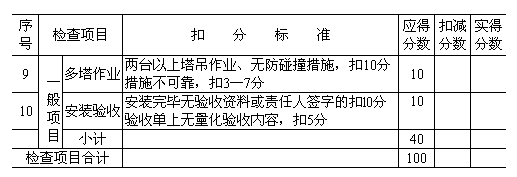 序号 检查项目 扣 分 标 准 应得分数 扣减分数 实得分数
9 一般项目 多塔作业 两台以上塔吊作业、无防碰撞措施，扣10分 10
措施不可靠，扣3—7分
10 安装验收 安装完毕无验收资料或责任人签字的扣10分 10
验收单上无量化验收内容，扣5分
小计 40
检查项目合计 100